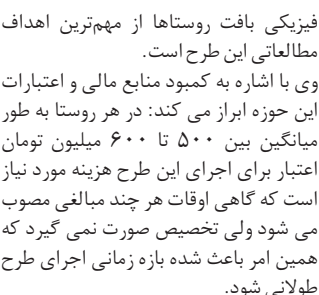 فیزیکی بافت روستاها از مهم‌ترین اهداف
مطالعاتی این طرح است.
وی با اشاره به کمبود منابع مالی و اعتبارات
این حوزه ابراز می کند: در هر روستا به طور
میانگین بین ۵۰۰ تا ۶۰۰ میلیون تومان
اعتبار برای اجرای این طرح هزینه مورد نیاز
است که گاهی اوقات هر چند مبالغی مصوب
می شود ولی تخصیص صورت نمی گیرد که
همین امر باعث شده بازه زمانی اجرای طرح
طولانی شود.